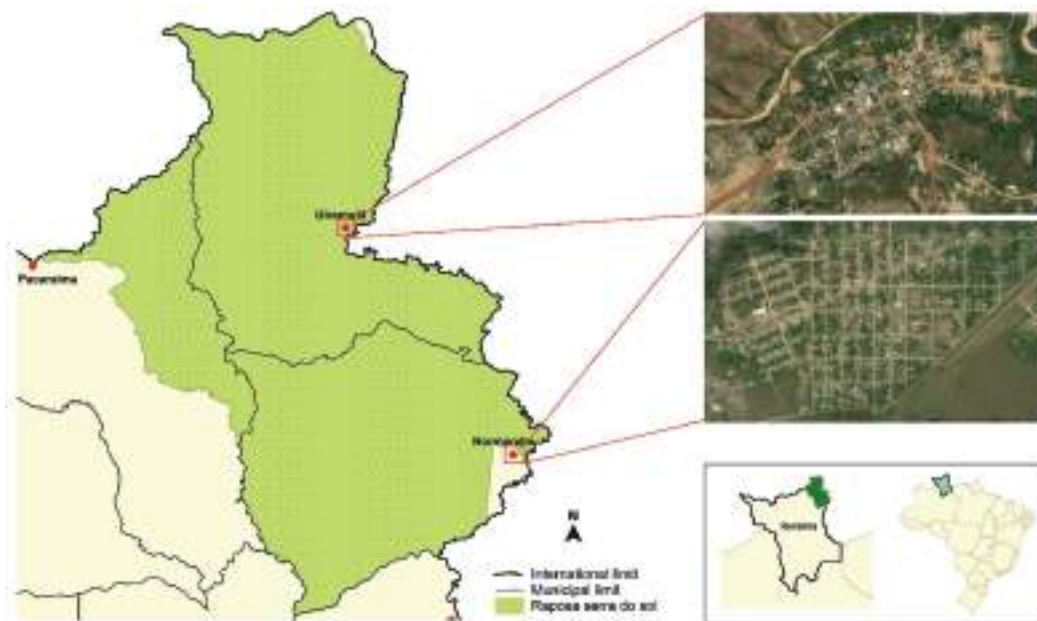 Uiramutã
Pacaraima
Normandia
N
International limit
Municipal limit
Raposa serra do sol
Roraima